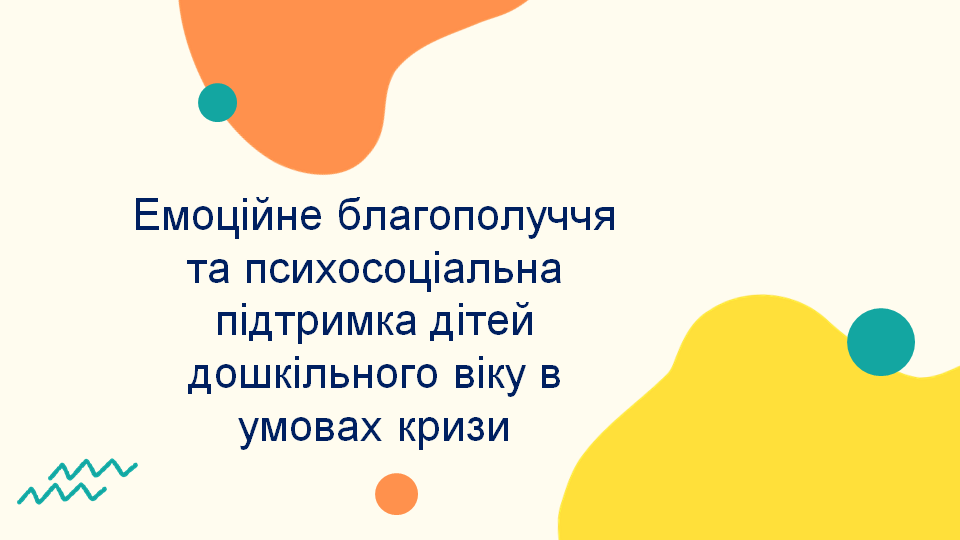 Емоційне благополуччя
та психосоціальна
підтримка дітей
дошкільного віку в
умовах кризи